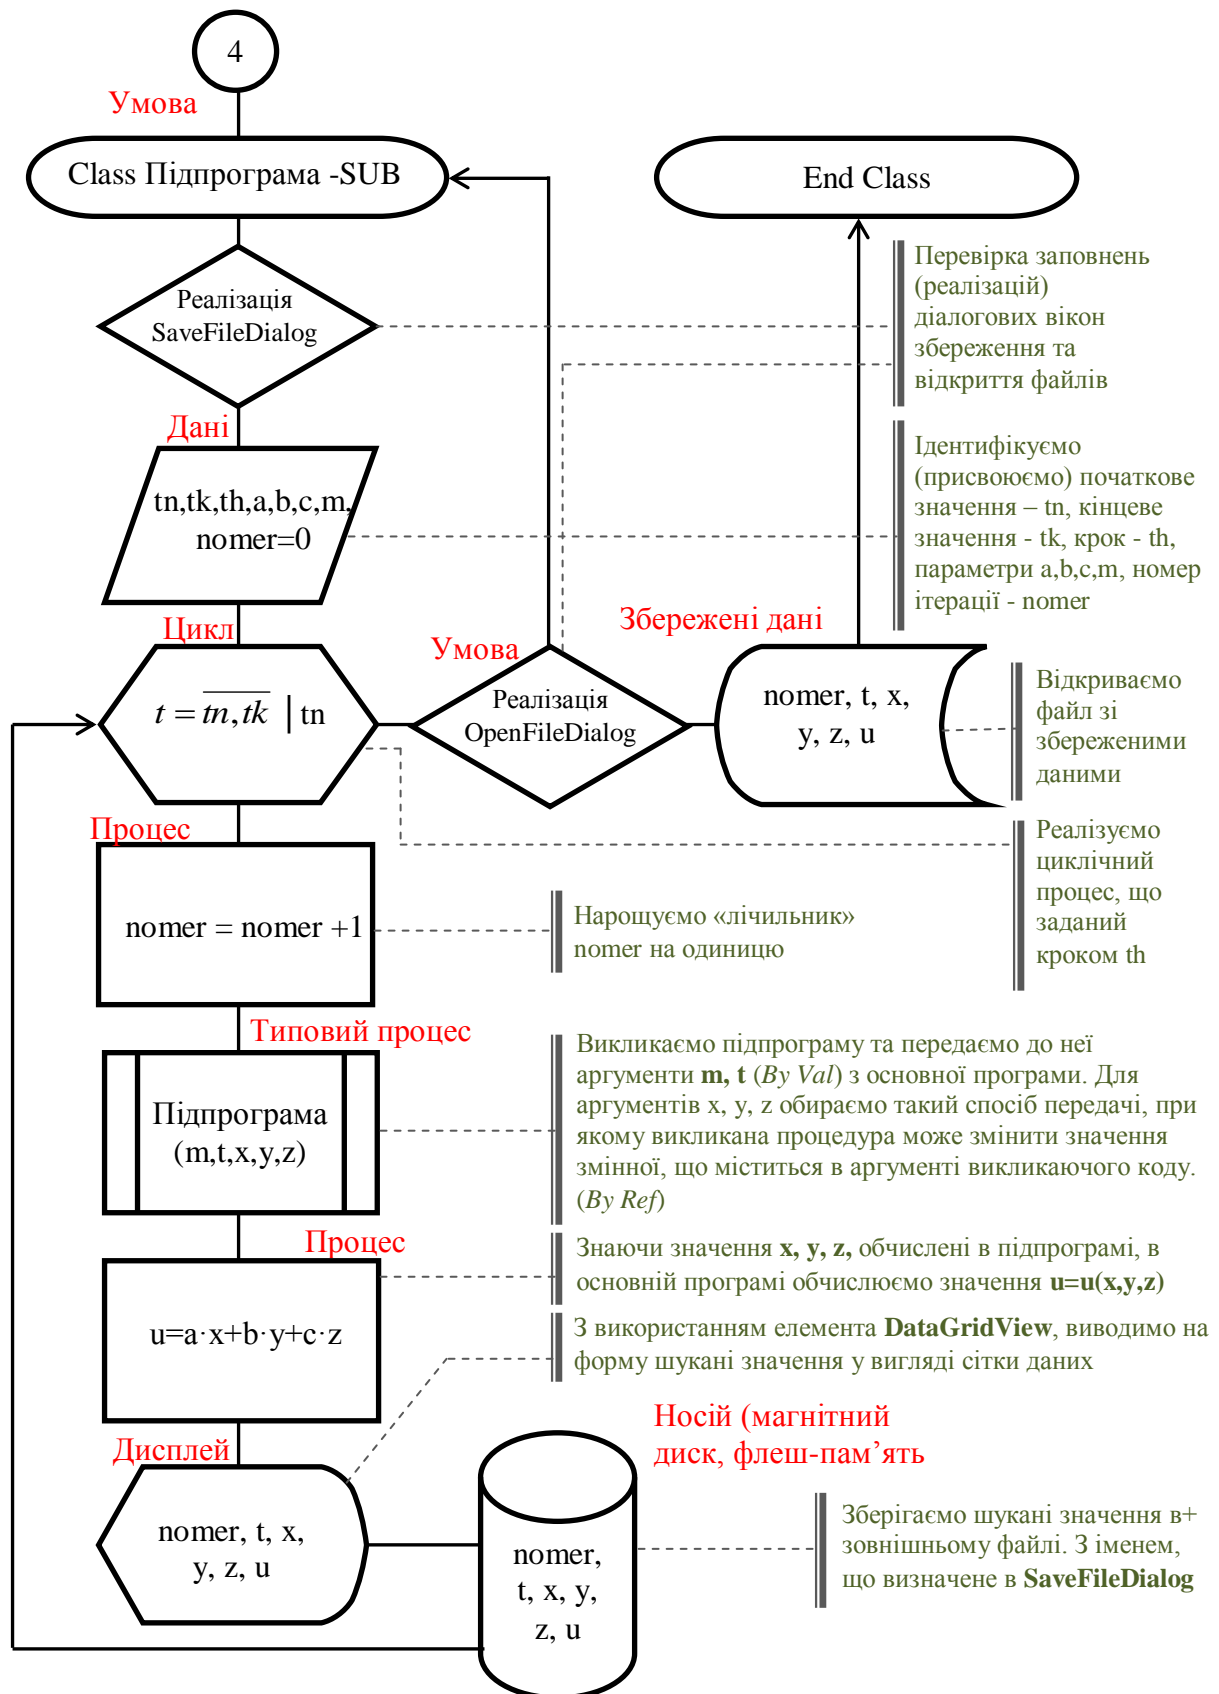 4
Умова
Class Підпрограма -SUB
End Class
Реалізація
SaveFileDialog
Перевірка заповнень
(реалізацій)
діалогових вікон
збереження та
відкриття файлів
Дані
tn,tk,th,a,b,c,m,
nomer=0
Ідентифікуємо
(присвоюємо) початкове
значення – tn, кінцеве
значення - tk, крок - th,
параметри a,b,c,m, номер
ітерації - nomer
Цикл
t = tn, tk | tn
Умова
Реалізація
OpenFileDialog
Збережені дані
nomer, t, x,
y, z, u
Відкриваємо
файл зі
збереженими
даними
Процес
nomer = nomer +1
Нарощуємо «лічильник»
nomer на одиницю
Реалізуємо
циклічний
процес, що
заданий
кроком th
Типовий процес
Підпрограма
(m,t,x,y,z)
Викликаємо підпрограму та передаємо до неї
аргументи m, t (By Val) з основної програми. Для
аргументів x, y, z обираємо такий спосіб передачі, при
якому викликана процедура може змінити значення
змінної, що міститься в аргументі викликаючого коду.
(By Ref)
Процес
u=a·x+b·y+c·z
Знаючи значення x, y, z, обчислені в підпрограмі, в
основній програмі обчислюємо значення u=u(x,y,z)
З використанням елемента DataGridView, виводимо на
форму шукані значення у вигляді сітки даних
Дисплей
nomer, t, x,
y, z, u
Носій (магнітний
диск, флеш-пам’ять
nomer,
t, x, y,
z, u
Зберігаємо шукані значення в+
зовнішньому файлі. З іменем,
що визначене в SaveFileDialog